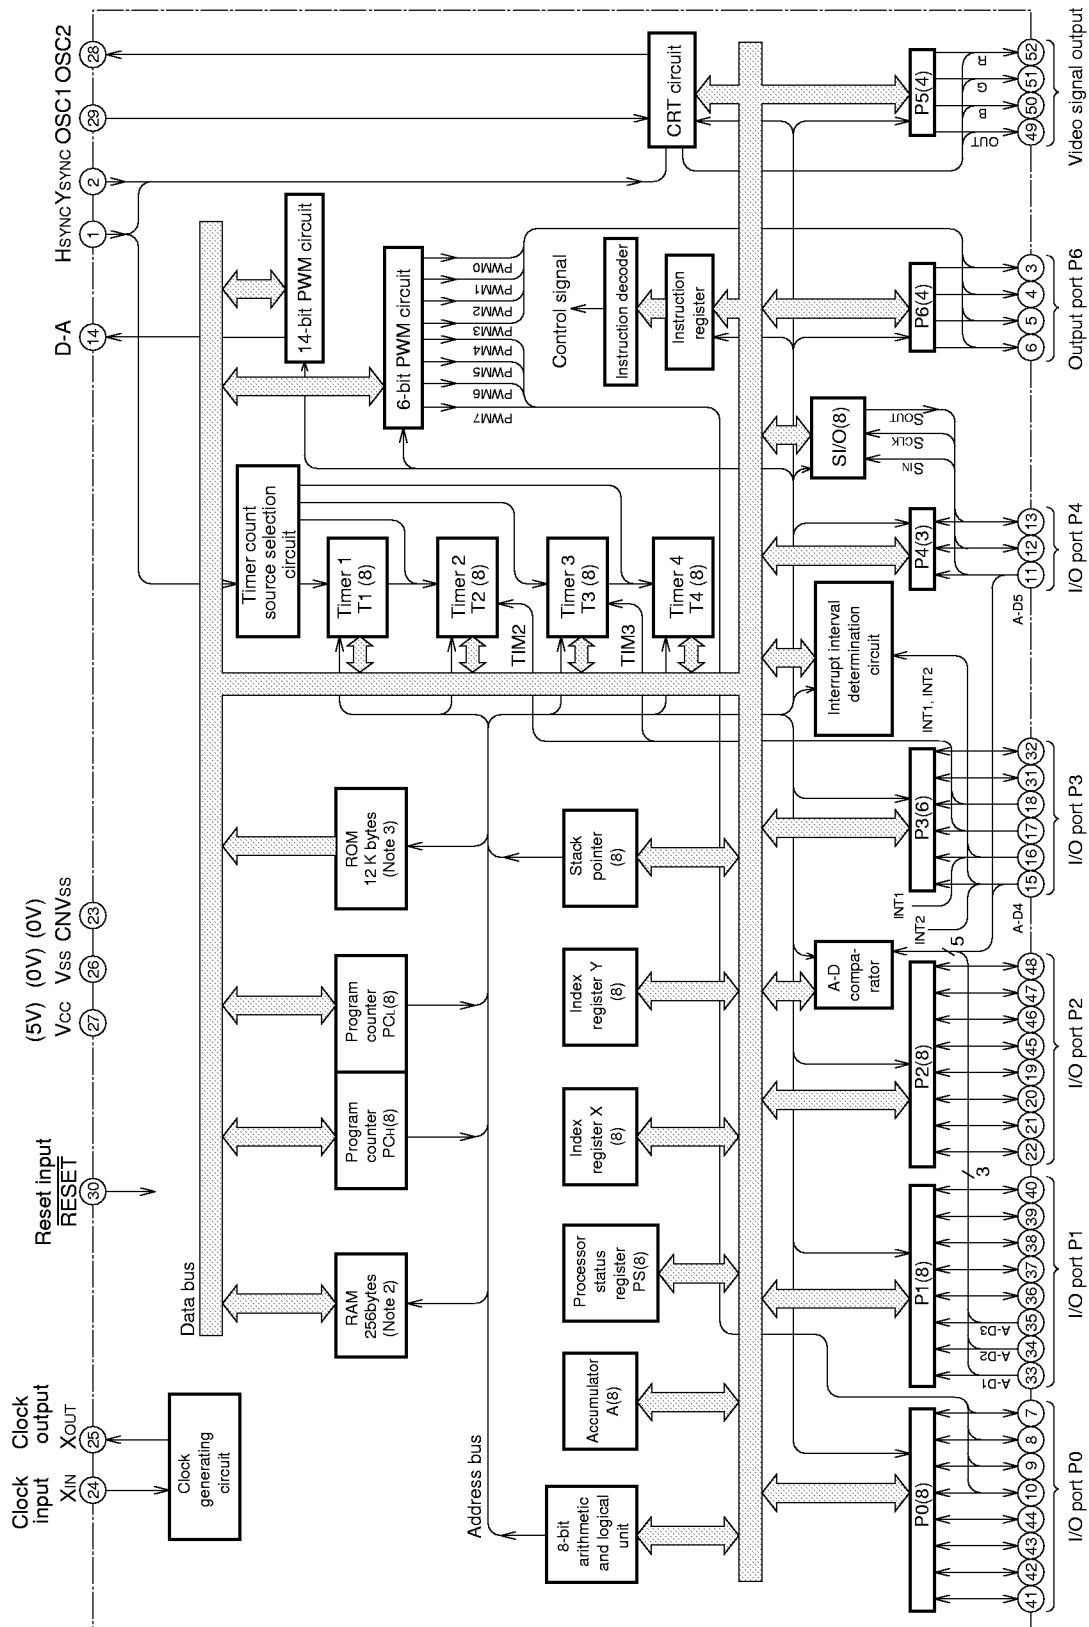 Clock input
XIN
24
Clock output
XOUT
25
Reset input
RESET
30
(5V)
VCC
27
(0V)
VSS
26
(0V)
CNVSS
23
D-A
14
HSYNC
1
YSYNC
2
OSC1
29
OSC2
28
Clock
generating
circuit
Data bus
RAM
256bytes
(Note 2)
Program
counter
PCH(8)
Program
counter
PCL(8)
ROM
12 K bytes
(Note 3)
Timer count
source selection
circuit
Timer 1
T1 (8)
Timer 2
T2 (8)
Timer 3
T3 (8)
Timer 4
T4 (8)
TIM2
TIM3
14-bit PWM circuit
6-bit PWM circuit
PWM7
PWM6
PWM5
PWM4
PWM3
PWM2
PWM1
PWM0
CRT circuit
Address bus
8-bit
arithmetic
and logical
unit
Accumulator
A(8)
Processor
status
register
PS(8)
Index
register X
(8)
Index
register Y
(8)
Stack
pointer
(8)
Control signal
Instruction decoder
Instruction
register
A-D
compa-
rator
Interrupt interval
determination
circuit
SI/O(8)
SIN
SCLK
SOUT
INT1, INT2
INT1
INT2
5
3
P0(8)
P1(8)
P2(8)
P3(6)
P4(3)
P6(4)
P5(4)
A-D1
A-D2
A-D3
A-D4
A-D5
OUT
B
G
R
41
42
43
44
10
9
8
7
33
34
35
36
37
38
39
40
22
21
20
19
45
46
47
48
15
16
17
18
31
32
11
12
13
6
5
4
3
49
50
51
52
I/O port P0
I/O port P1
I/O port P2
I/O port P3
I/O port P4
Output port P6
Video signal output